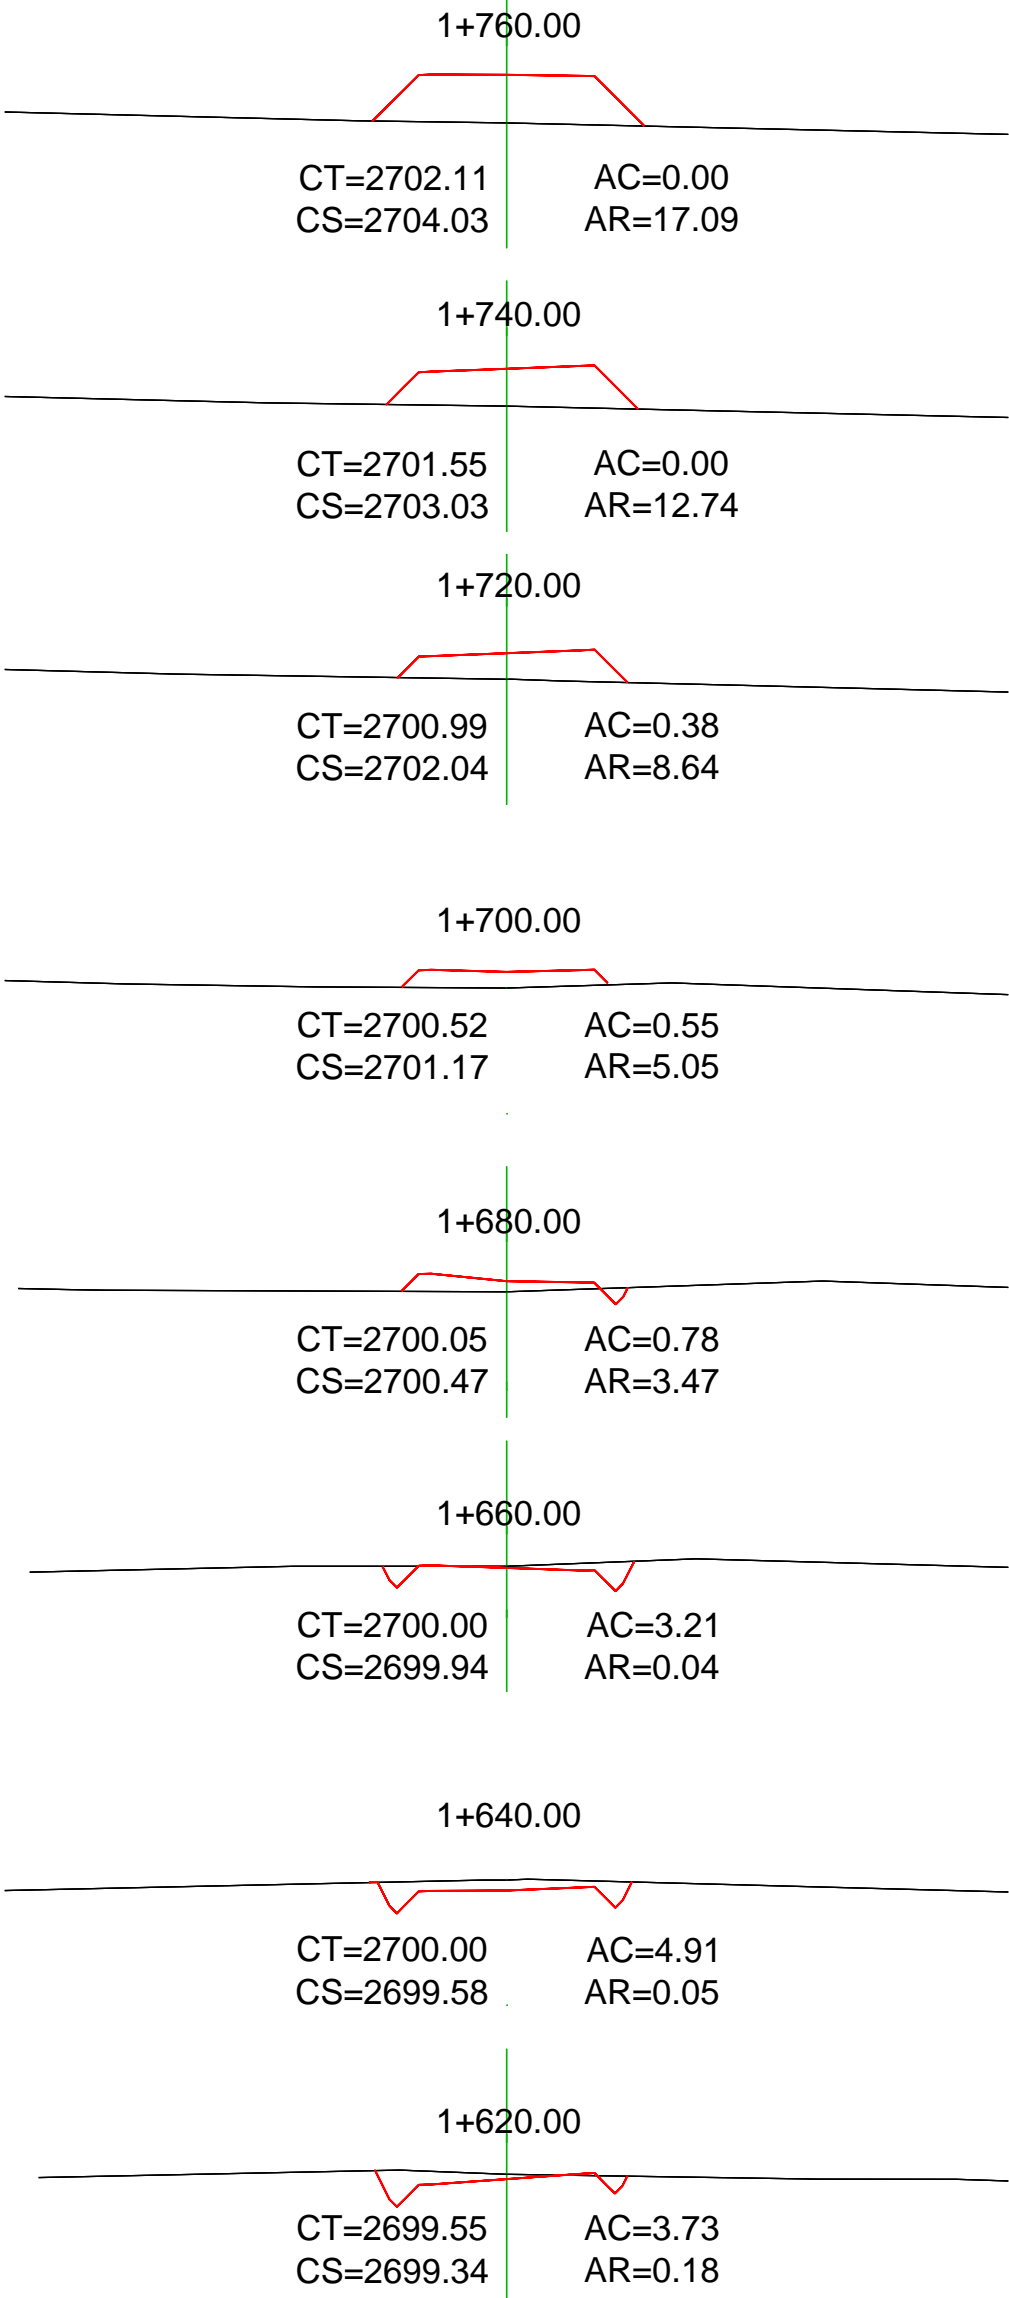 1+760.00
CT=2702.11 AC=0.00
CS=2704.03 AR=17.09
1+740.00
CT=2701.55 AC=0.00
CS=2703.03 AR=12.74
1+720.00
CT=2700.99 AC=0.38
CS=2702.04 AR=8.64
1+700.00
CT=2700.52 AC=0.55
CS=2701.17 AR=5.05
1+680.00
CT=2700.05 AC=0.78
CS=2700.47 AR=3.47
1+660.00
CT=2700.00 AC=3.21
CS=2699.94 AR=0.04
1+640.00
CT=2700.00 AC=4.91
CS=2699.58 AR=0.05
1+620.00
CT=2699.55 AC=3.73
CS=2699.34 AR=0.18